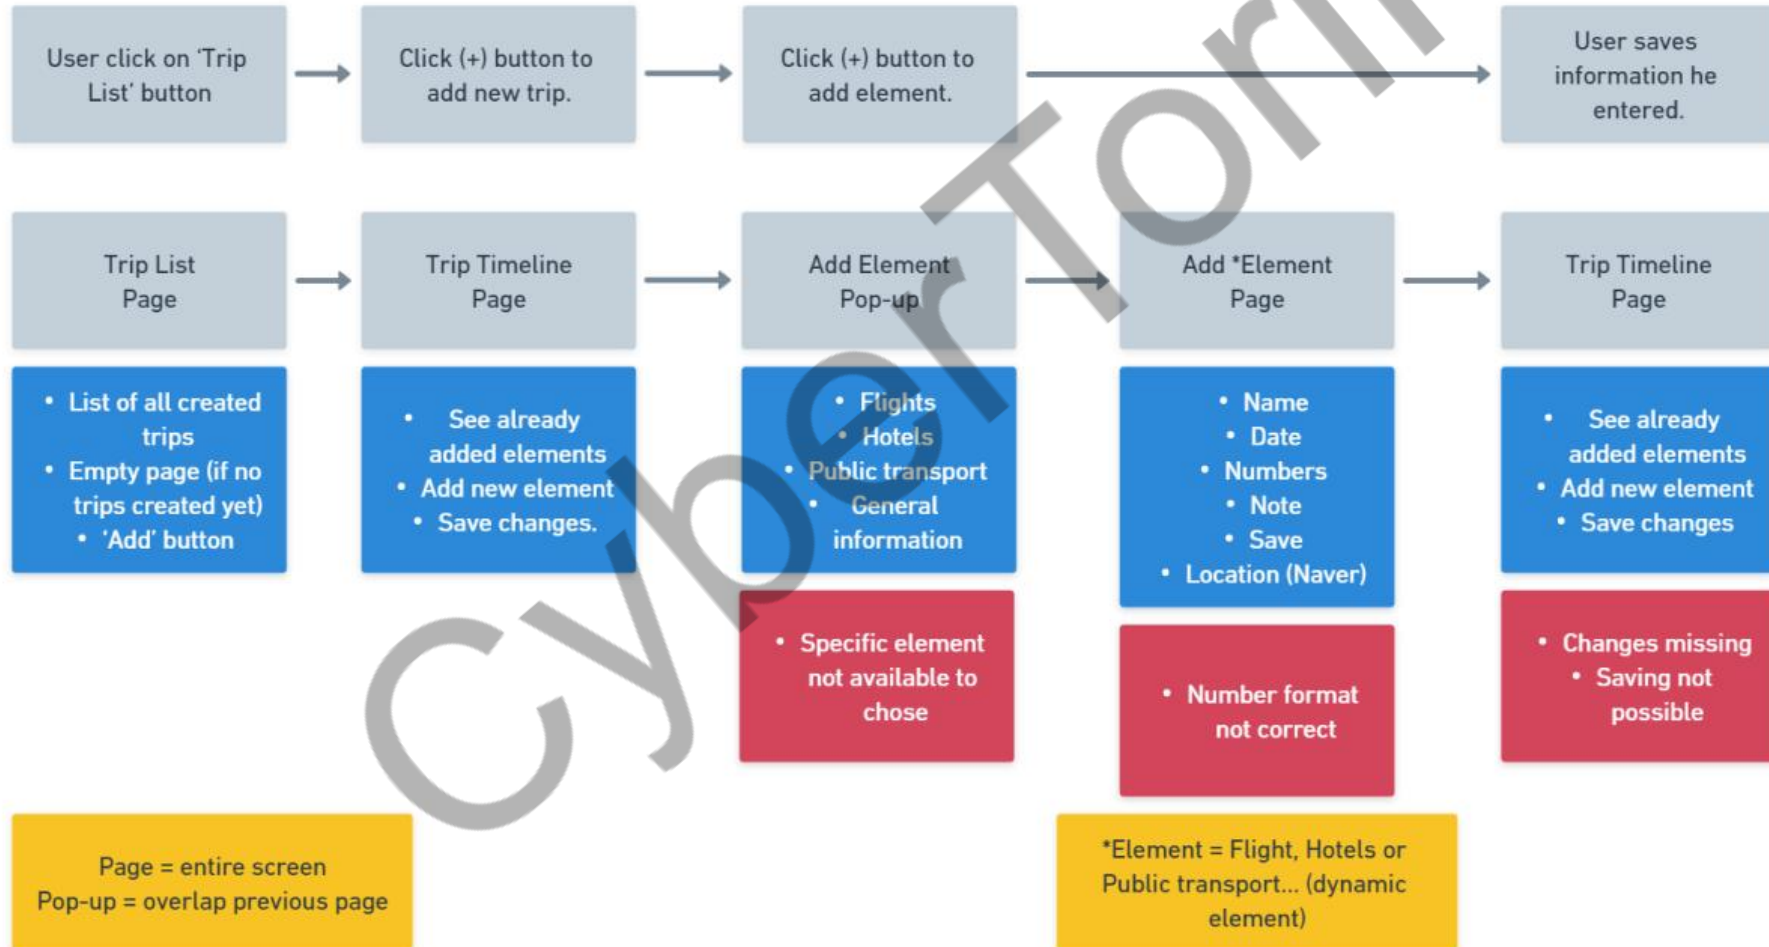 User click on ‘Trip
List’ button
Click (+) button to
add new trip.
Click (+) button to
add element.
User saves
information he
entered.
Trip List
Page
Trip Timeline
Page
Add Element
Pop-up
Add *Element
Page
Trip Timeline
Page
• List of all created
trips
• Empty page (if no
trips created yet)
• ‘Add’ button
• See already
added elements
• Add new element
• Save changes.
• Flights
• Hotels
• Public transport
• General
information
• Name
• Date
• Numbers
• Note
• Save
• Location (Naver)
• See already
added elements
• Add new element
• Save changes
• Specific element
not available to
chose
• Number format
not correct
• Changes missing
• Saving not
possible
Page = entire screen
Pop-up = overlap previous page
*Element = Flight, Hotels or
Public transport... (dynamic
element)